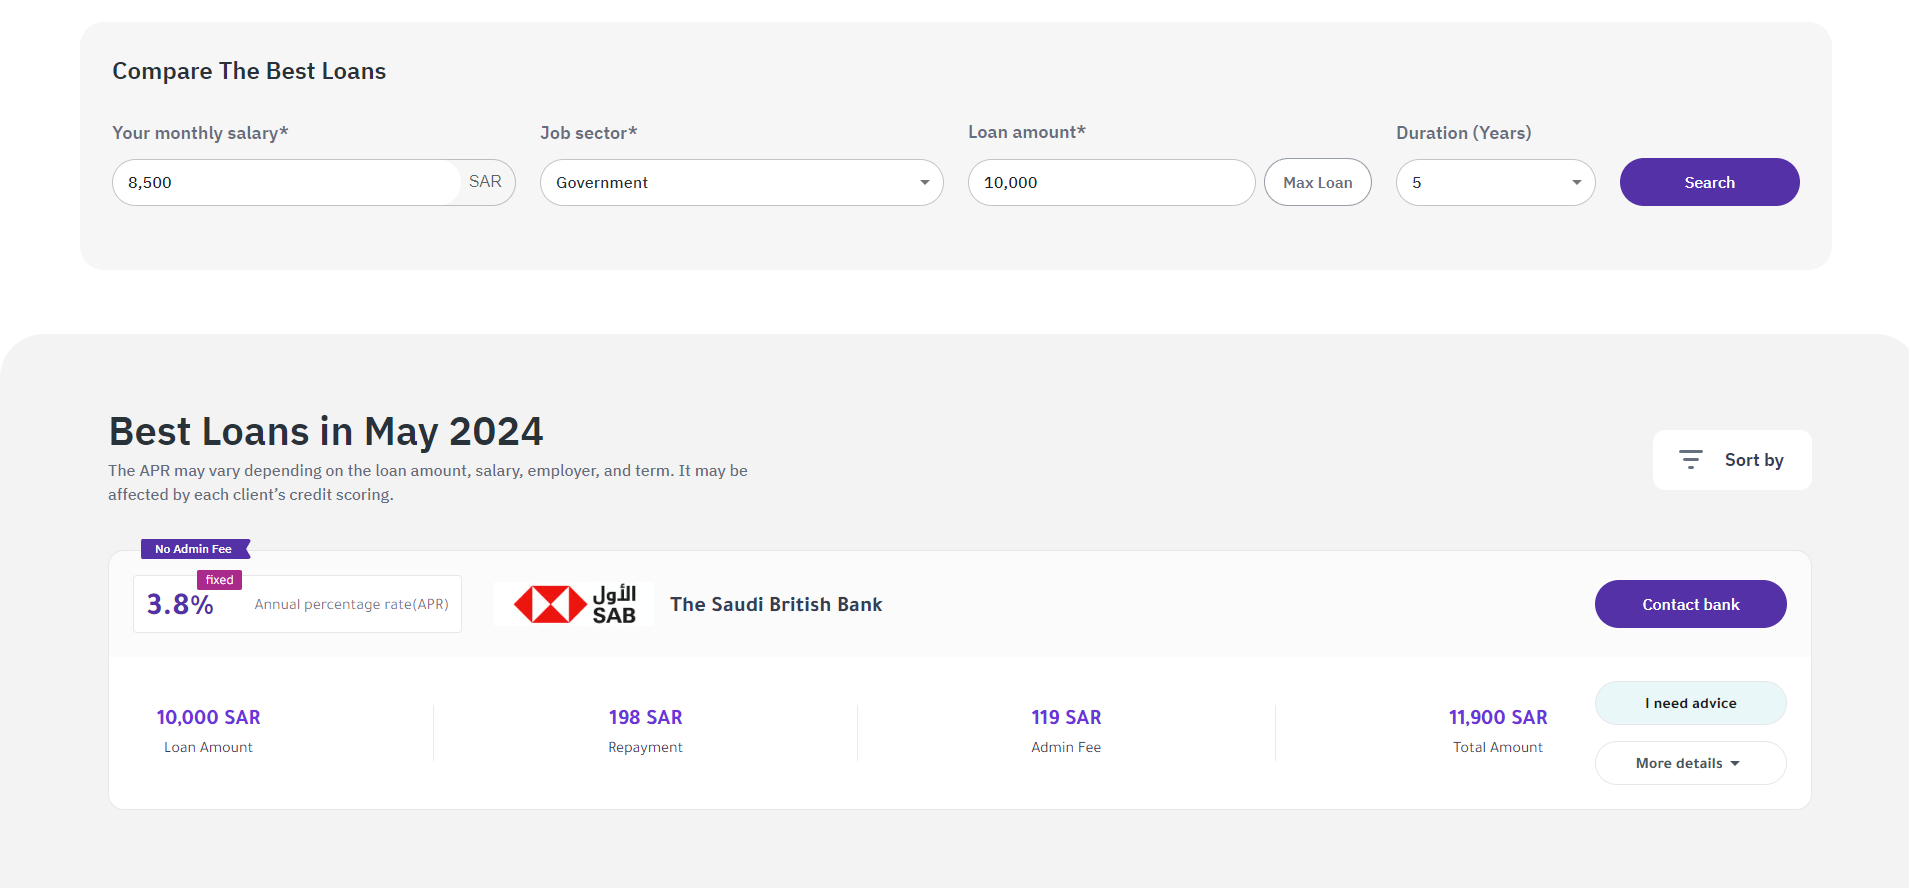 Compare The Best Loans
Your monthly salary*
Job sector*
Loan amount*
Duration (Years)
8,500
SAR
Government
10,000
Max Loan
5
Search
Best Loans in May 2024
The APR may vary depending on the loan amount, salary, employer, and term. It may be
affected by each client's credit scoring.
Sort by
No Admin Fee
fixed
3.8%
Annual percentage rate(APR)
الأول
SAB
The Saudi British Bank
Contact bank
10,000 SAR
Loan Amount
198 SAR
Repayment
119 SAR
Admin Fee
11,900 SAR
Total Amount
I need advice
More details